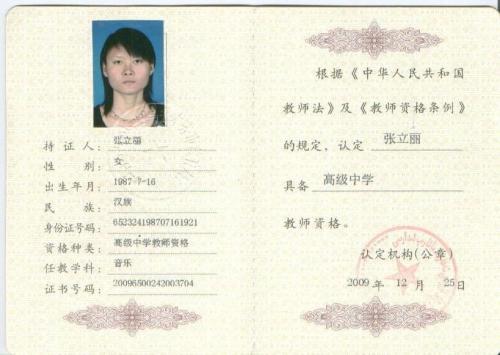 持证人：张立丽
性别：女
出生年月：1987-7-16
民族：汉族
身份证号码：652324198707161921
资格种类：高级中学教师资格
任教学科：音乐
证书号码：20096500242003704
根据《中华人民共和国
教师法》及《教师资格条例》
的规定，认定 张立丽
具备 高级中学
教师资格。
认定机构(公章)
2009 年 12 月 25 日